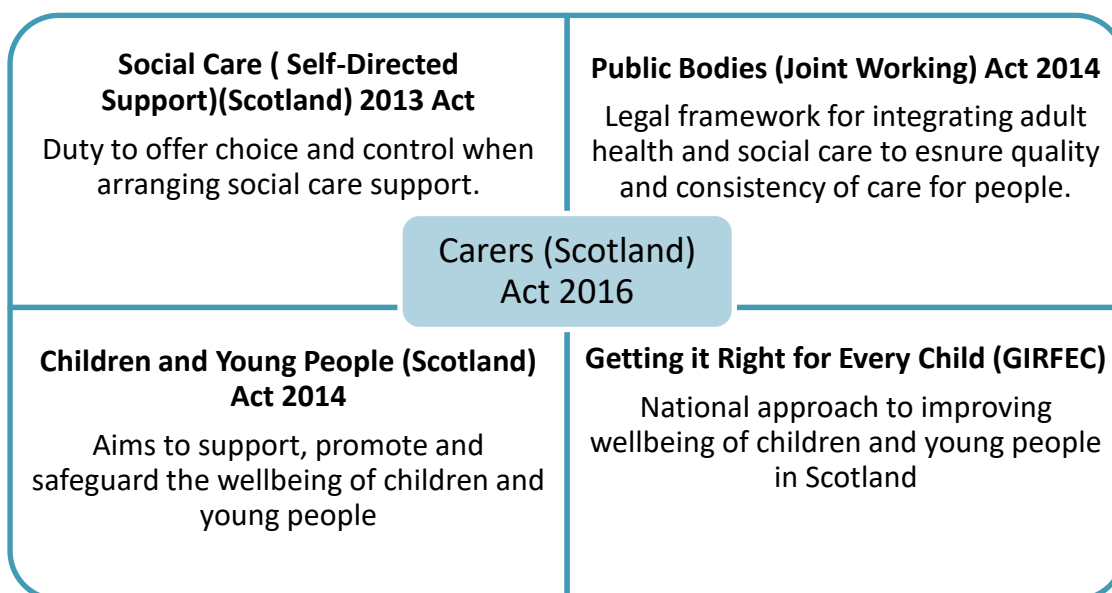 Social Care ( Self-Directed
Support)(Scotland) 2013 Act
Duty to offer choice and control when
arranging social care support.
Public Bodies (Joint Working) Act 2014
Legal framework for integrating adult
health and social care to esnure quality
and consistency of care for people.
Carers (Scotland)
Act 2016
Children and Young People (Scotland)
Act 2014
Aims to support, promote and
safeguard the wellbeing of children and
young people
Getting it Right for Every Child (GIRFEC)
National approach to improving
wellbeing of children and young people
in Scotland